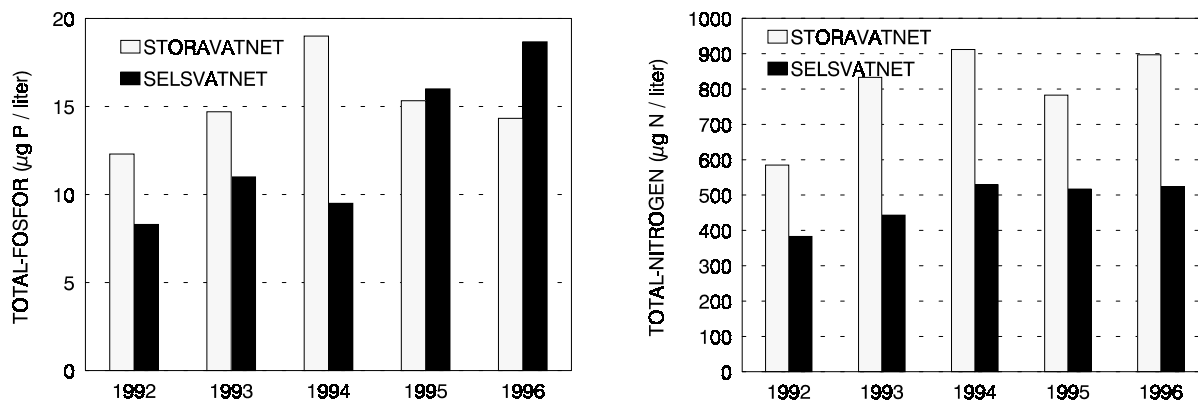 TOTAL-FOSFOR (µg P / liter)
20
15
10
5
0
STORAVATNET
SELSVATNET
1992 1993 1994 1995 1996
TOTAL-NITROGEN (µg N / liter)
1000
900
800
700
600
500
400
300
200
100
0
STORAVATNET
SELSVATNET
1992 1993 1994 1995 1996